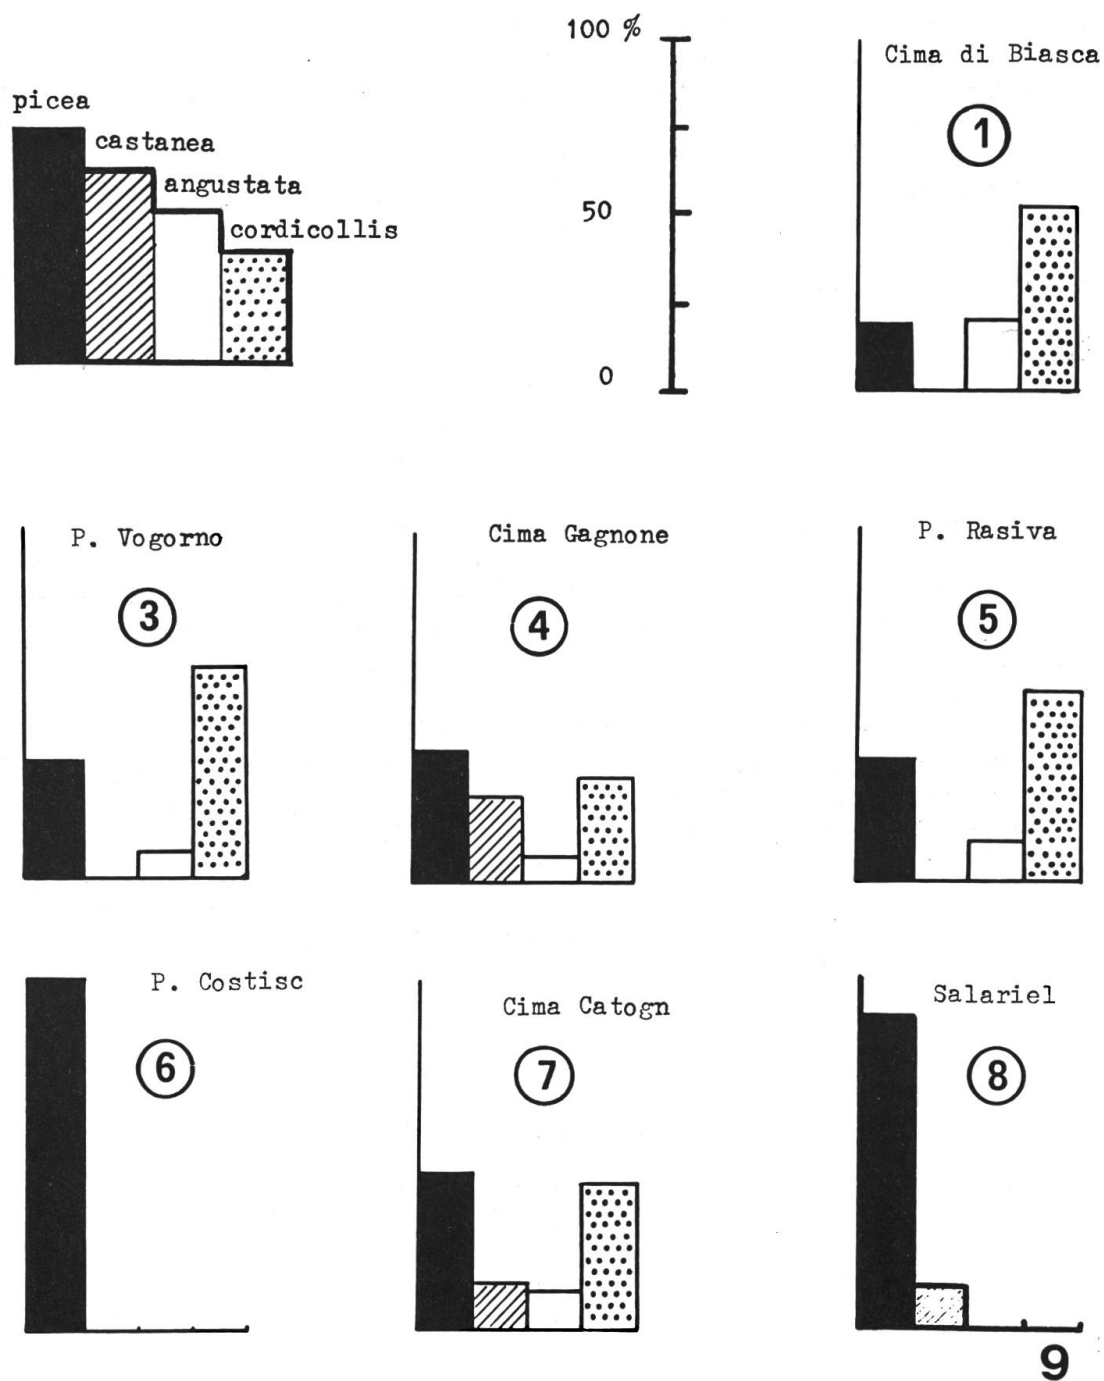 100 %
Cima di Biasca
picea
castanea
1
angustata
50
cordicollis
0
P. Vogorno
Cima Gagnone
P. Rasiva
3
4
5
P. Costisc
Cima Catogn
Salariel
6
7
8
9